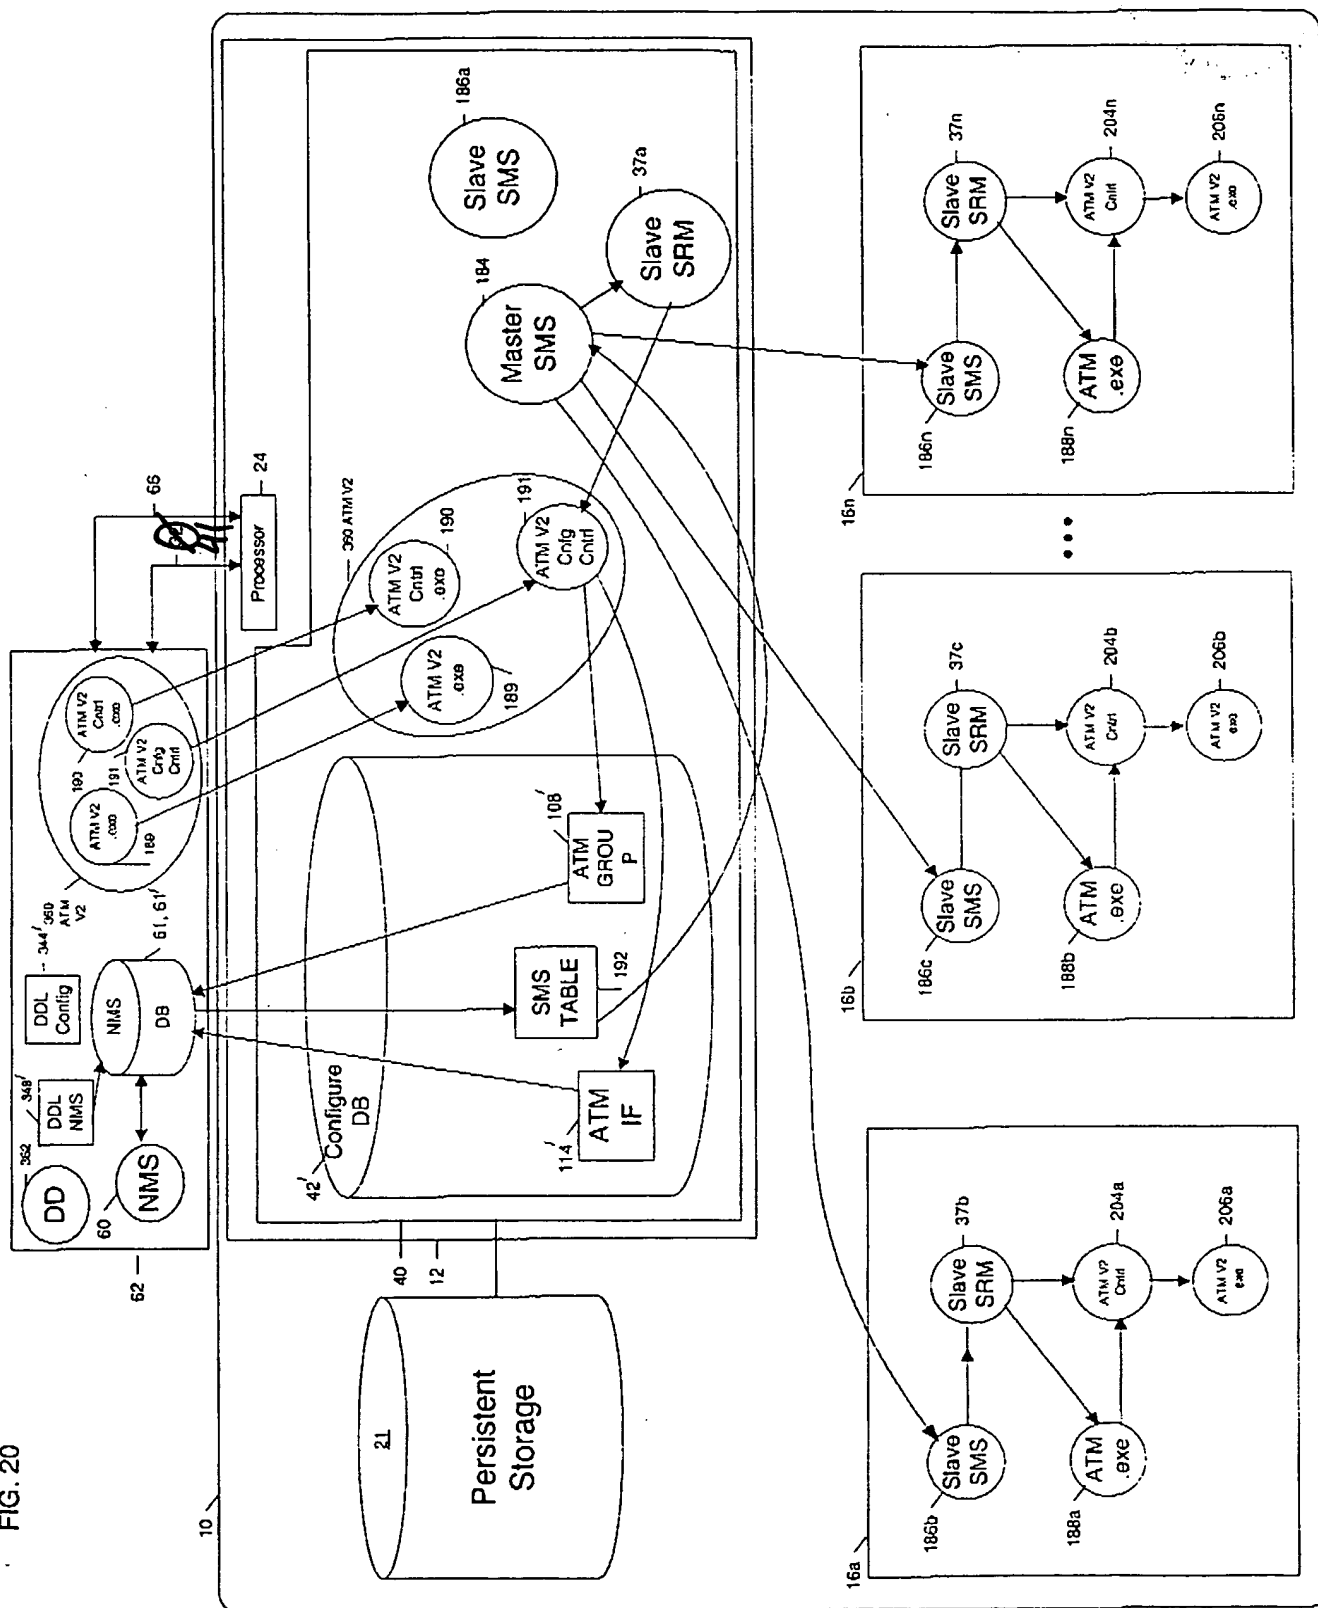 FIG. 20
10
62
DD
362
NMS
60
DDL
NMS
348'
DDL
Config
344'
NMS
DB
61, 61'
360
ATM
V2
ATM V2
.exe
189
ATM V2
Cnfg
Cntrl
191
ATM V2
Cntrl
.exe
190
66
Processor
24
12
40
21
Persistent
Storage
42'
Configure
DB
ATM
IF
114'
SMS
TABLE
192
ATM
GROU
P
108'
360 ATM V2
ATM V2
.exe
189
ATM V2
Cntrl
.exe
190
ATM V2
Cnfg
Cntrl
191
Master
SMS
184
Slave
SMS
186a
Slave
SRM
37a
16a
Slave
SMS
186b
Slave
SRM
37b
ATM
.exe
188a
ATM V2
Cntrl
204a
ATM V2
exe
206a
16b
Slave
SMS
186c
Slave
SRM
37c
ATM
.exe
188b
ATM V2
Cntrl
204b
ATM V2
exe
206b
•••
16n
Slave
SMS
186n
Slave
SRM
37n
ATM
.exe
188n
ATM V2
Cntrl
204n
ATM V2
.exe
206n